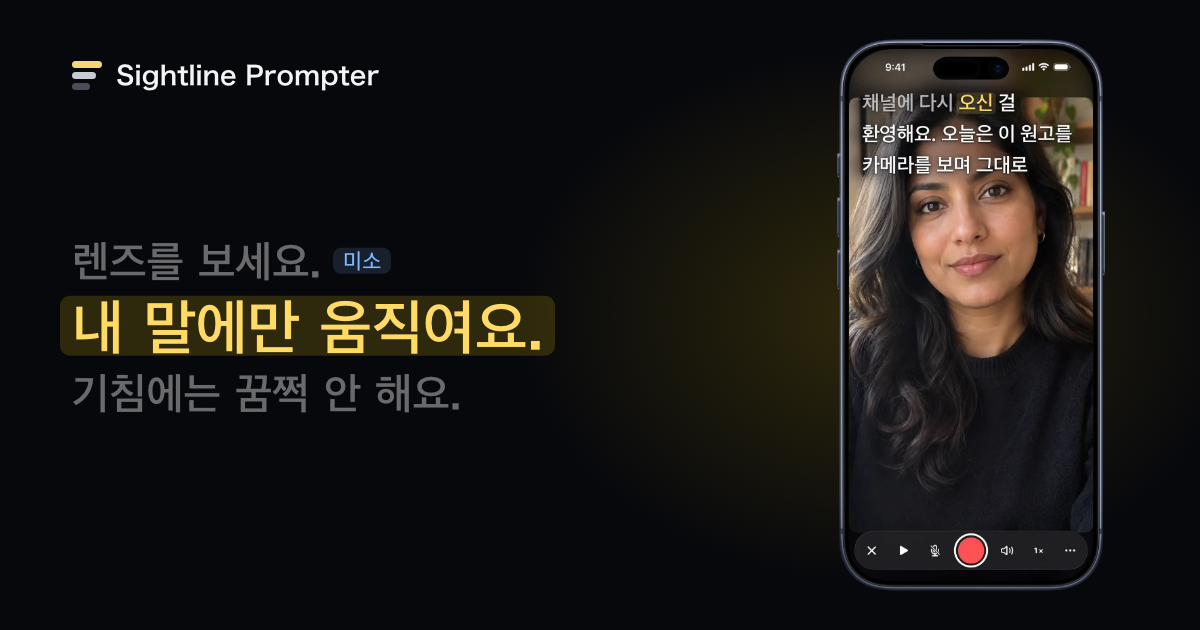 Sightline Prompter
렌즈를 보세요. 미소
내 말에만 움직여요.
기침에는 꿈쩍 안 해요.
9:41
채널에 다시 오신 걸
환영해요. 오늘은 이 원고를
카메라를 보며 그대로
1×